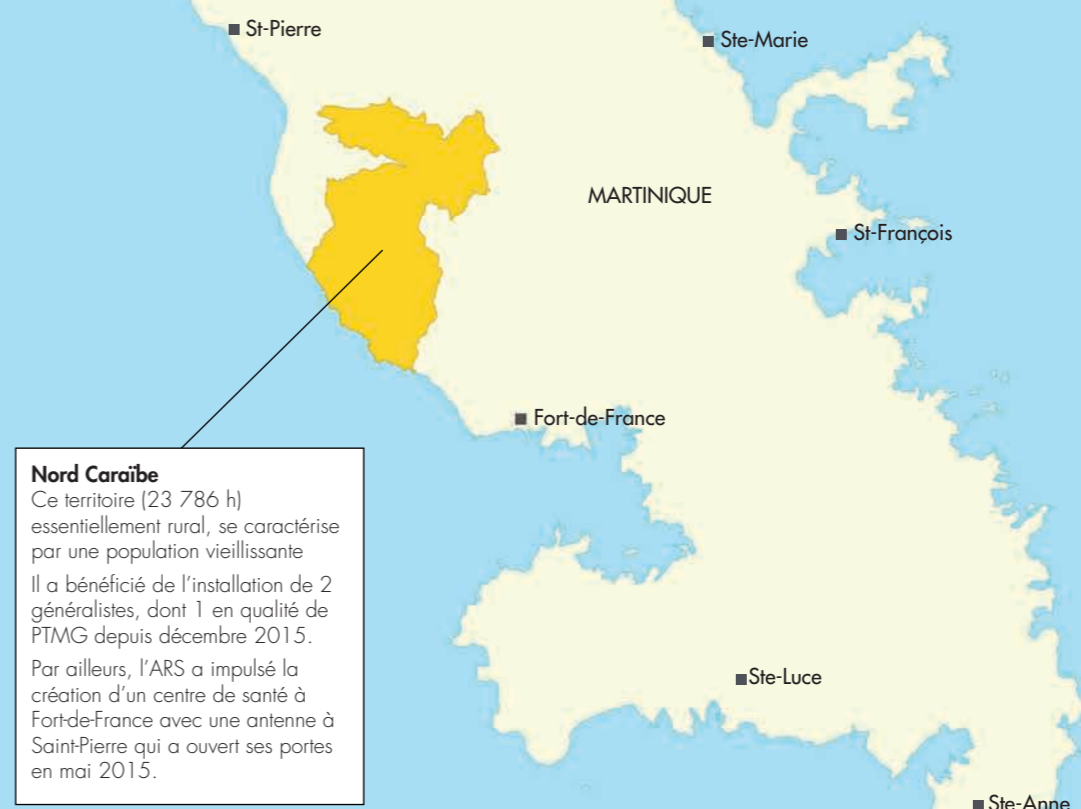 St-Pierre
Ste-Marie
MARTINIQUE
St-François
Fort-de-France
Nord Caraïbe
Ce territoire (23 786 h)
essentiellement rural, se caractérise
par une population vieillissante
Il a bénéficié de l'installation de 2
généralistes, dont 1 en qualité de
PTMG depuis décembre 2015.
Par ailleurs, l'ARS a impulsé la
création d'un centre de santé à
Fort-de-France avec une antenne à
Saint-Pierre qui a ouvert ses portes
en mai 2015.
Ste-Luce
Ste-Anne